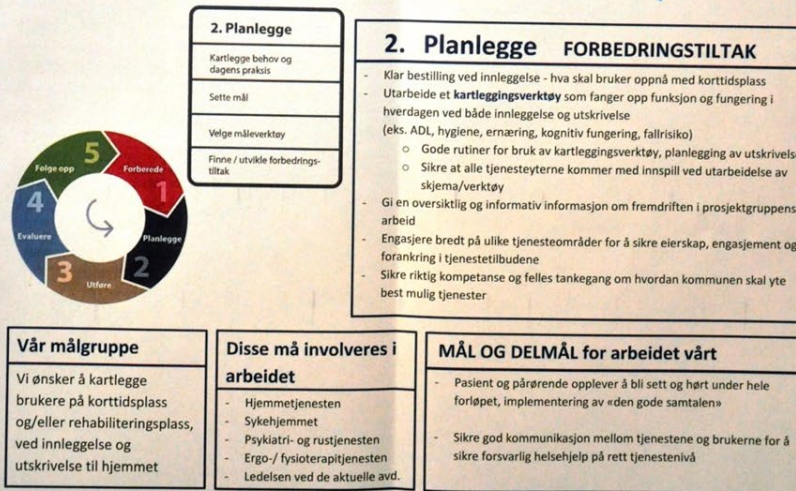 2. Planlegge
Kartlegge behov og
dagens praksis
Sette mål
Velge måleverktøy
Finne / utvikle forbedrings-
tiltak
5
Følge opp
Forberede
1
4
Evaluere
Planlegge
2
3
Utføre
2. Planlegge FORBEDRINGSTILTAK
- Klar bestilling ved innleggelse - hva skal bruker oppnå med korttidsplass
- Utarbeide et kartleggingsverktøy som fanger opp funksjon og fungering i
hverdagen ved både innleggelse og utskrivelse
(eks. ADL, hygiene, ernæring, kognitiv fungering, fallrisiko)
o Gode rutiner for bruk av kartleggingsverktøy, planlegging av utskrivelse
o Sikre at alle tjenesteyterne kommer med innspill ved utarbeidelse av
skjema/verktøy
- Gi en oversiktlig og informativ informasjon om fremdriften i prosjektgruppens
arbeid
- Engasjere bredt på ulike tjenesteområder for å sikre eierskap, engasjement og
forankring i tjenestetilbudene
- Sikre riktig kompetanse og felles tankegang om hvordan kommunen skal yte
best mulig tjenester
Vår målgruppe
Vi ønsker å kartlegge
brukere på korttidsplass
og/eller rehabiliteringsplass,
ved innleggelse og
utskrivelse til hjemmet
Disse må involveres i
arbeidet
- Hjemmetjenesten
- Sykehjemmet
- Psykiatri- og rustjenesten
- Ergo-/ fysioterapitjenesten
- Ledelsen ved de aktuelle avd.
MÅL OG DELMÅL for arbeidet vårt
- Pasient og pårørende opplever å bli sett og hørt under hele
forløpet, implementering av «den gode samtalen»
- Sikre god kommunikasjon mellom tjenestene og brukerne for å
sikre forsvarlig helsehjelp på rett tjenestenivå